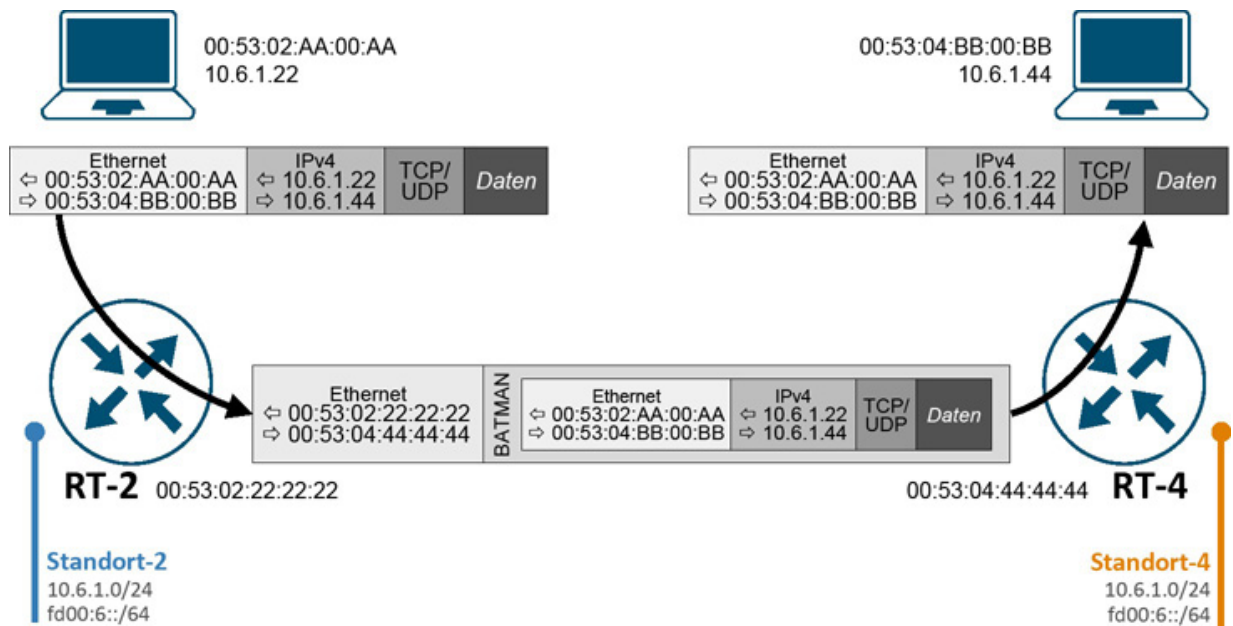 00:53:02:AA:00:AA
10.6.1.22
00:53:04:BB:00:BB
10.6.1.44
Ethernet
⇦ 00:53:02:AA:00:AA
⇨ 00:53:04:BB:00:BB
IPv4
⇦ 10.6.1.22
⇨ 10.6.1.44
TCP/
UDP
Daten
Ethernet
⇦ 00:53:02:AA:00:AA
⇨ 00:53:04:BB:00:BB
IPv4
⇦ 10.6.1.22
⇨ 10.6.1.44
TCP/
UDP
Daten
Ethernet
⇦ 00:53:02:22:22:22
⇨ 00:53:04:44:44:44
BATMAN
Ethernet
⇦ 00:53:02:AA:00:AA
⇨ 00:53:04:BB:00:BB
IPv4
⇦ 10.6.1.22
⇨ 10.6.1.44
TCP/
UDP
Daten
RT-2 00:53:02:22:22:22
00:53:04:44:44:44 RT-4
Standort-2
10.6.1.0/24
fd00:6::/64
Standort-4
10.6.1.0/24
fd00:6::/64